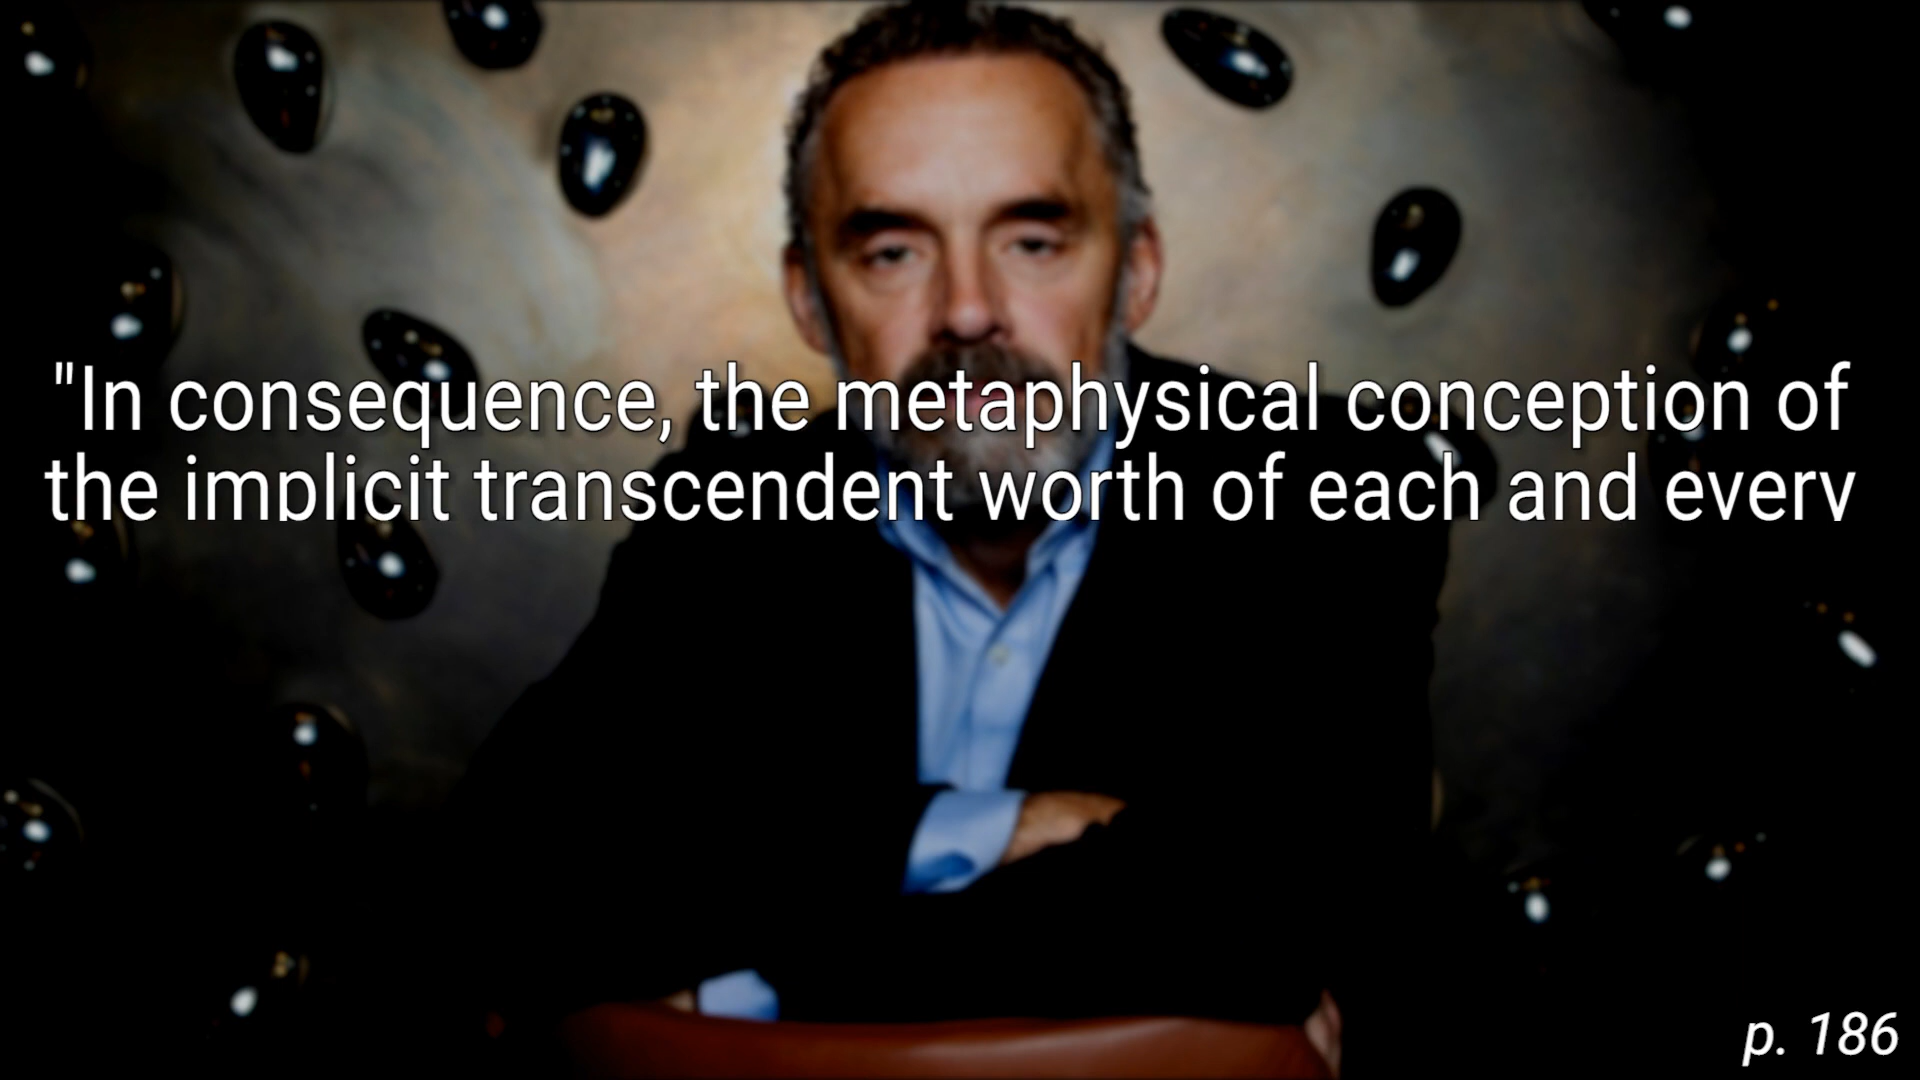 "In consequence, the metaphysical conception of
the implicit transcendent worth of each and every
p. 186